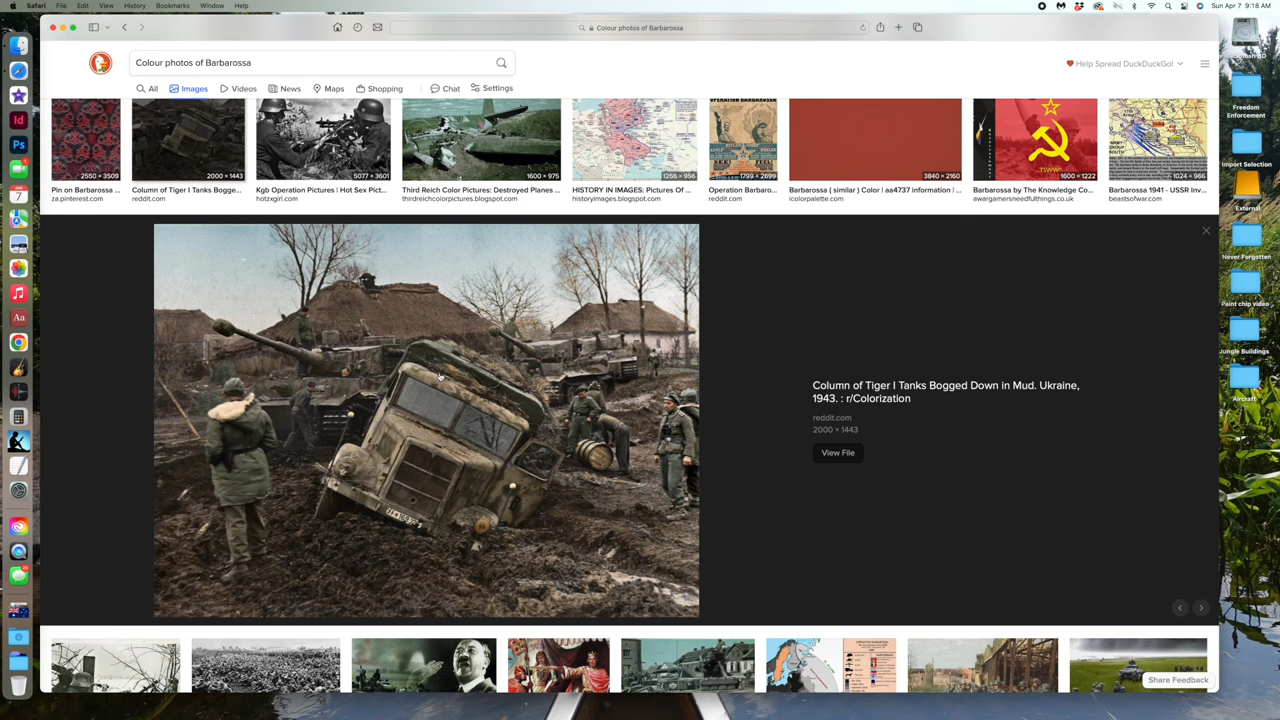 Safari File Edit View History Bookmarks Window Help
Sun Apr 7 9:18 AM
Colour photos of Barbarossa
Colour photos of Barbarossa
Help Spread DuckDuckGo!
All Images Videos News Maps Shopping Chat Settings
2550 × 3509
2000 × 1443
5077 × 3601
1600 × 975
1256 × 956
1799 × 2699
3840 × 2160
1600 × 1222
1024 × 966
OPERATION BARBAROSSA
TSWW
Pin on Barbarossa ...
za.pinterest.com
Column of Tiger I Tanks Bogge...
reddit.com
Kgb Operation Pictures | Hot Sex Pict...
hotzxgirl.com
Third Reich Color Pictures: Destroyed Planes ...
thirdreichcolorpictures.blogspot.com
HISTORY IN IMAGES: Pictures Of ...
historyimages.blogspot.com
Operation Barbaro...
reddit.com
Barbarossa ( similar ) Color | aa4737 information | ...
icolorpalette.com
Barbarossa by The Knowledge Co...
awargamersneedfulthings.co.uk
Barbarossa 1941 - USSR Inv...
beastsofwar.com
Column of Tiger I Tanks Bogged Down in Mud. Ukraine,
1943. : r/Colorization
reddit.com
2000 × 1443
View File
Share Feedback
Freedom
Enforcement
Import Selection
External
Never Forgotten
Paint chip video
Jungle Buildings
Aircraft